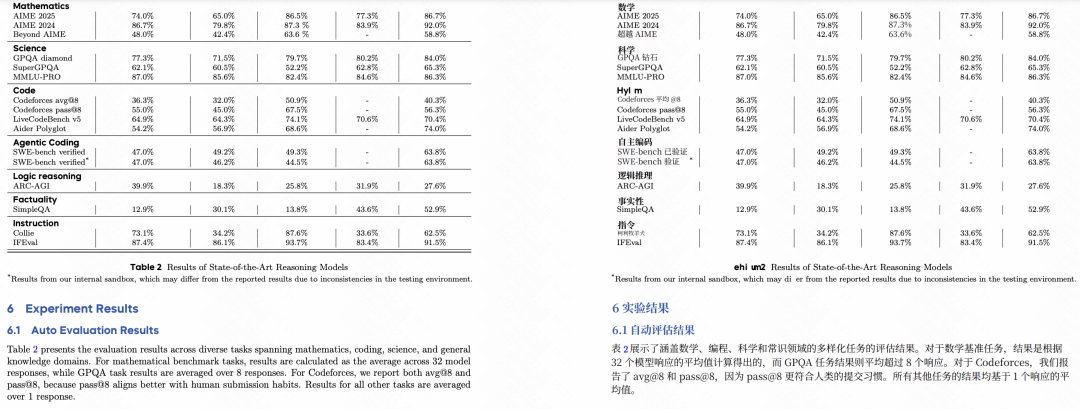 Mathematics
AIME 2025 74.0% 65.0% 86.5% 77.3% 86.7%
AIME 2024 86.7% 79.8% 87.3 % 83.9% 92.0%
Beyond AIME 48.0% 42.4% 63.6 % - 58.8%
Science
GPQA diamond 77.3% 71.5% 79.7% 80.2% 84.0%
SuperGPQA 62.1% 60.5% 52.2% 62.8% 65.3%
MMLU-PRO 87.0% 85.6% 82.4% 84.6% 86.3%
Code
Codeforces avg@8 36.3% 32.0% 50.9% - 40.3%
Codeforces pass@8 55.0% 45.0% 67.5% - 56.3%
LiveCodeBench v5 64.9% 64.3% 74.1% 70.6% 70.4%
Aider Polyglot 54.2% 56.9% 68.6% - 74.0%
Agentic Coding
SWE-bench verified 47.0% 49.2% 49.3% - 63.8%
SWE-bench verified* 47.0% 46.2% 44.5% - 63.8%
Logic reasoning
ARC-AGI 39.9% 18.3% 25.8% 31.9% 27.6%
Factuality
SimpleQA 12.9% 30.1% 13.8% 43.6% 52.9%
Instruction
Collie 73.1% 34.2% 87.6% 33.6% 62.5%
IFEval 87.4% 86.1% 93.7% 83.4% 91.5%
Table 2 Results of State-of-the-Art Reasoning Models
*Results from our internal sandbox, which may differ from the reported results due to inconsistencies in the testing environment.
6 Experiment Results
6.1 Auto Evaluation Results
Table 2 presents the evaluation results across diverse tasks spanning mathematics, coding, science, and general
knowledge domains. For mathematical benchmark tasks, results are calculated as the average across 32 model
responses, while GPQA task results are averaged over 8 responses. For Codeforces, we report both avg@8 and
pass@8, because pass@8 aligns better with human submission habits. Results for all other tasks are averaged
over 1 response.
数学
AIME 2025 74.0% 65.0% 86.5% 77.3% 86.7%
AIME 2024 86.7% 79.8% 87.3% 83.9% 92.0%
超越 AIME 48.0% 42.4% 63.6% - 58.8%
科学
GPQA 钻石 77.3% 71.5% 79.7% 80.2% 84.0%
SuperGPQA 62.1% 60.5% 52.2% 62.8% 65.3%
MMLU-PRO 87.0% 85.6% 82.4% 84.6% 86.3%
Hyl m
Codeforces 平均 @8 36.3% 32.0% 50.9% - 40.3%
Codeforces pass@8 55.0% 45.0% 67.5% - 56.3%
LiveCodeBench v5 64.9% 64.3% 74.1% 70.6% 70.4%
Aider Polyglot 54.2% 56.9% 68.6% - 74.0%
自主编码
SWE-bench 已验证 47.0% 49.2% 49.3% - 63.8%
SWE-bench 验证 * 47.0% 46.2% 44.5% - 63.8%
逻辑推理
ARC-AGI 39.9% 18.3% 25.8% 31.9% 27.6%
事实性
SimpleQA 12.9% 30.1% 13.8% 43.6% 52.9%
指令
柯利牧羊犬 73.1% 34.2% 87.6% 33.6% 62.5%
IFEval 87.4% 86.1% 93.7% 83.4% 91.5%
ehi um2 Results of State-of-the-Art Reasoning Models
*Results from our internal sandbox, which may di er from the reported results due to inconsistencies in the testing environment.
6 实验结果
6.1 自动评估结果
表 2 展示了涵盖数学、编程、科学和常识领域的多样化任务的评估结果。对于数学基准任务，结果是根据
32 个模型响应的平均值计算得出的，而 GPQA 任务结果则平均超过 8 个响应。对于 Codeforces，我们报
告了 avg@8 和 pass@8，因为 pass@8 更符合人类的提交习惯。所有其他任务的结果均基于 1 个响应的平
均值。